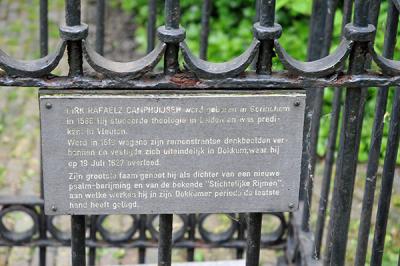 DIRK RAFAELZ CAMPHUIJSEN werd geboren in Gorinchem
in 1586. Hij studeerde theologie in Leiden en was predi-
kant in Vleuten.
Werd in 1619 wegens zijn remonstrantse denkbeelden ver-
bannen en vestigde zich uiteindelijk in Dokkum, waar hij
op 19 Juli 1627 overleed.
Zijn grootste faam genoot hij als dichter van een nieuwe
psalm-berijming en van de bekende "Stichtelijke Rijmen",
aan welke werken hij in zijn Dokkumer periode de laatste
hand heeft gelegd.